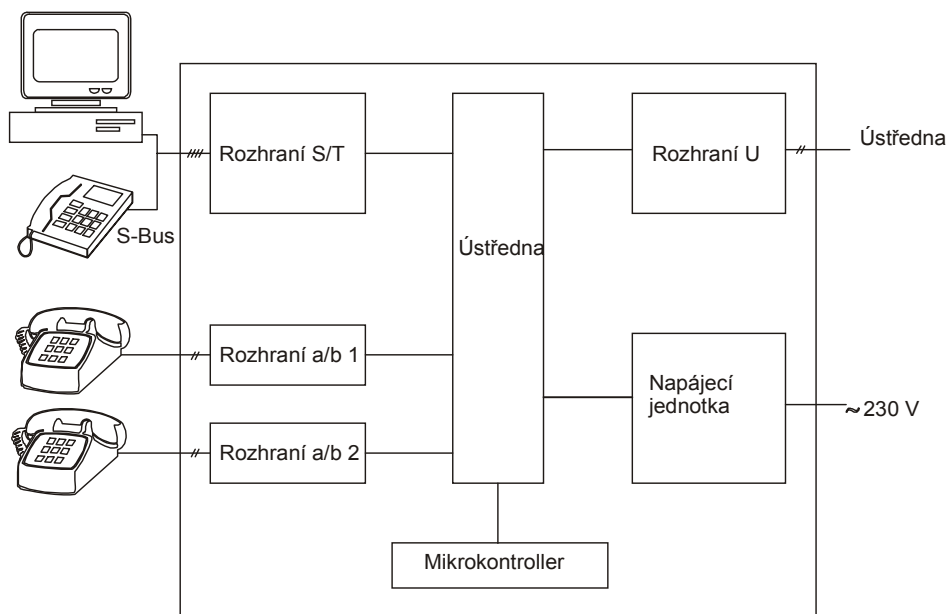 Rozhraní S/T
Rozhraní U
Ústředna
S-Bus
Ústředna
Rozhraní a/b 1
Napájecí
jednotka
~ 230 V
Rozhraní a/b 2
Mikrokontroller